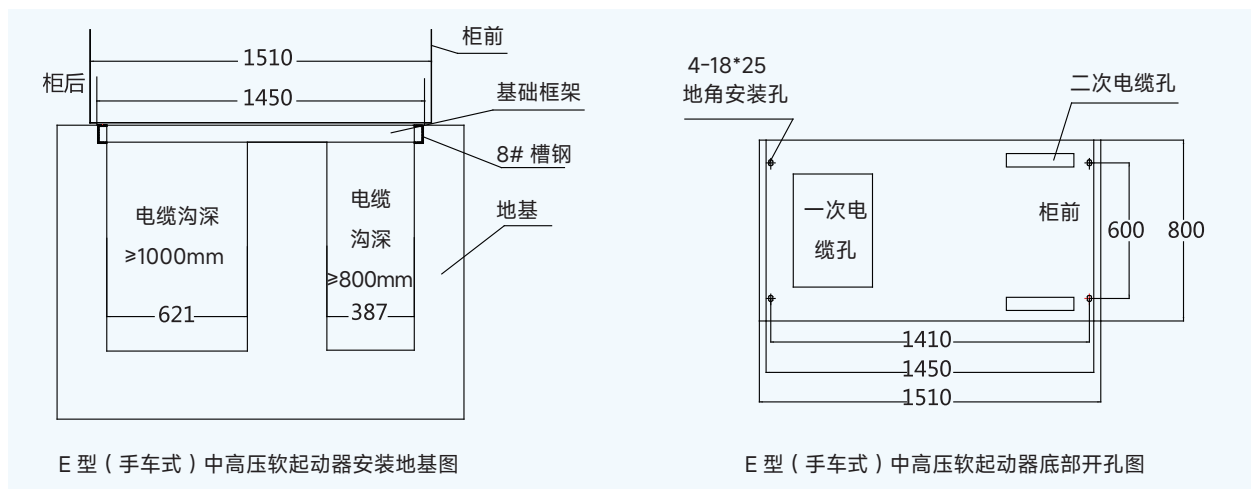 柜前
1510
柜后
1450
基础框架
8# 槽钢
地基
电缆沟深
≥1000mm
621
电缆
沟深
≥800mm
387
E 型（手车式）中高压软起动器安装地基图
4-18*25
地角安装孔
二次电缆孔
一次电
缆孔
柜前
600
800
1410
1450
1510
E 型（手车式）中高压软起动器底部开孔图